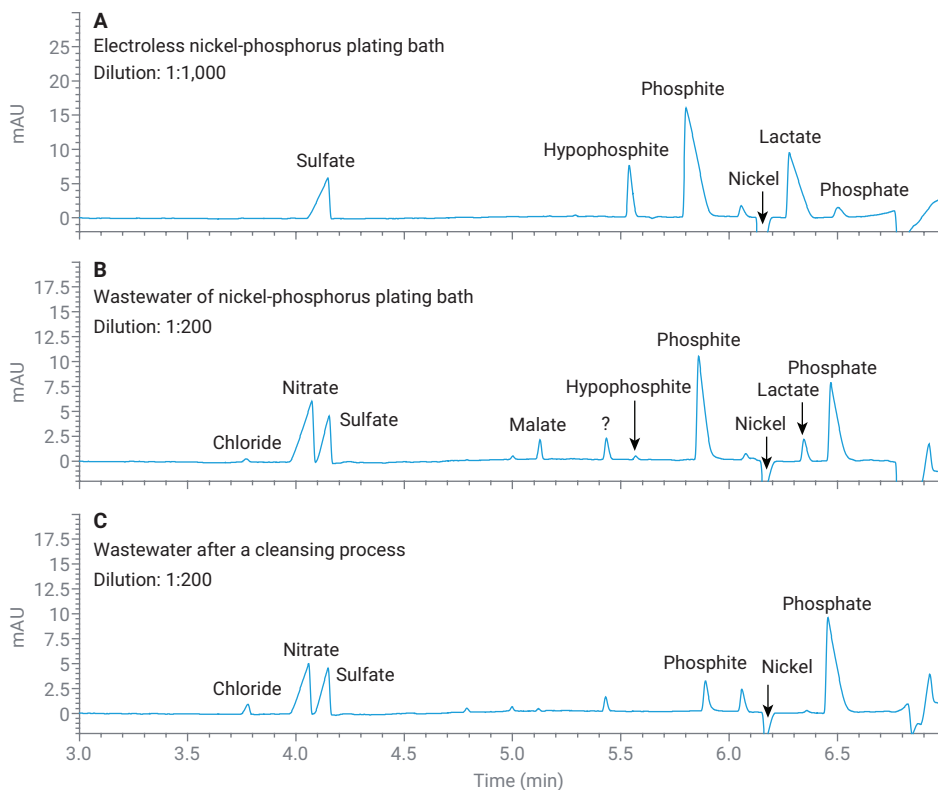 A
Electroless nickel-phosphorus plating bath
Dilution: 1:1,000
mAU
25
20
15
10
5
0
Sulfate
Hypophosphite
Phosphite
Nickel
Lactate
Phosphate
B
Wastewater of nickel-phosphorus plating bath
Dilution: 1:200
mAU
17.5
15
12.5
10
7.5
5
2.5
0
Chloride
Nitrate
Sulfate
Malate
?
Hypophosphite
Phosphite
Nickel
Lactate
Phosphate
C
Wastewater after a cleansing process
Dilution: 1:200
mAU
17.5
15
12.5
10
7.5
5
2.5
0
Chloride
Nitrate
Sulfate
Phosphite
Nickel
Phosphate
3.0 3.5 4.0 4.5 5.0 5.5 6.0 6.5
Time (min)